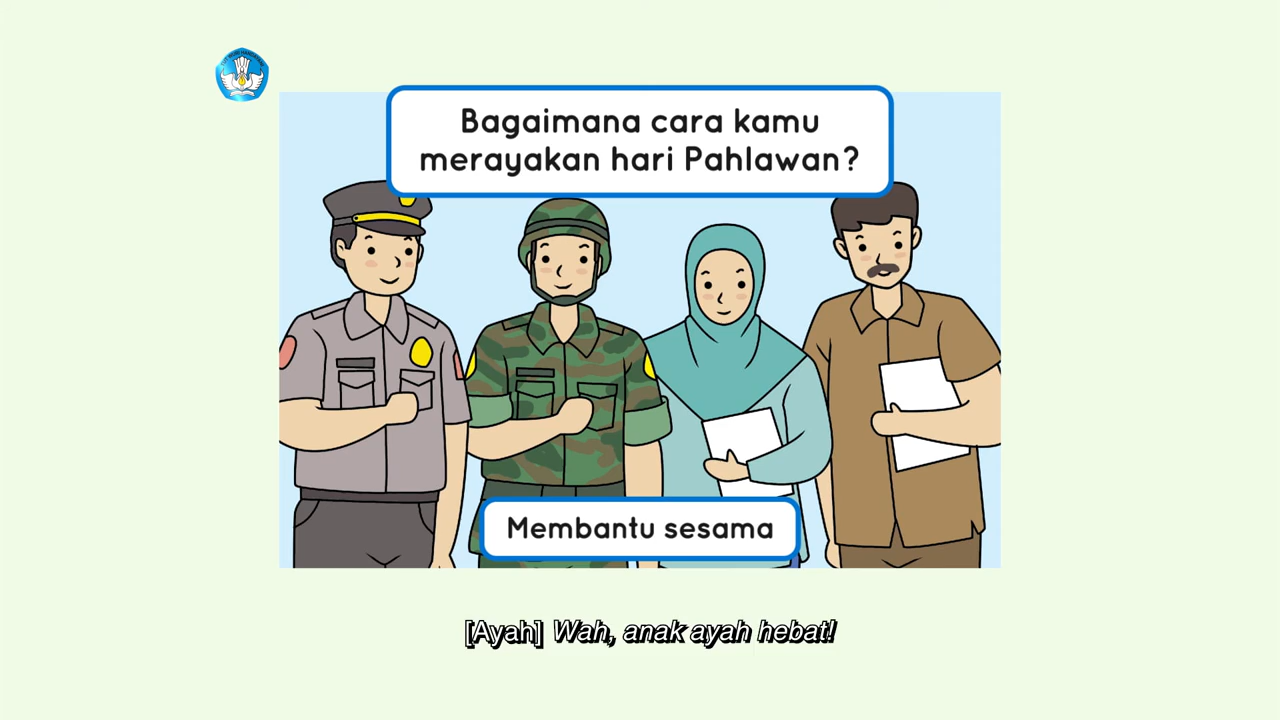 Bagaimana cara kamu
merayakan hari Pahlawan?
Membantu sesama
[Ayah] Wah, anak ayah hebat!